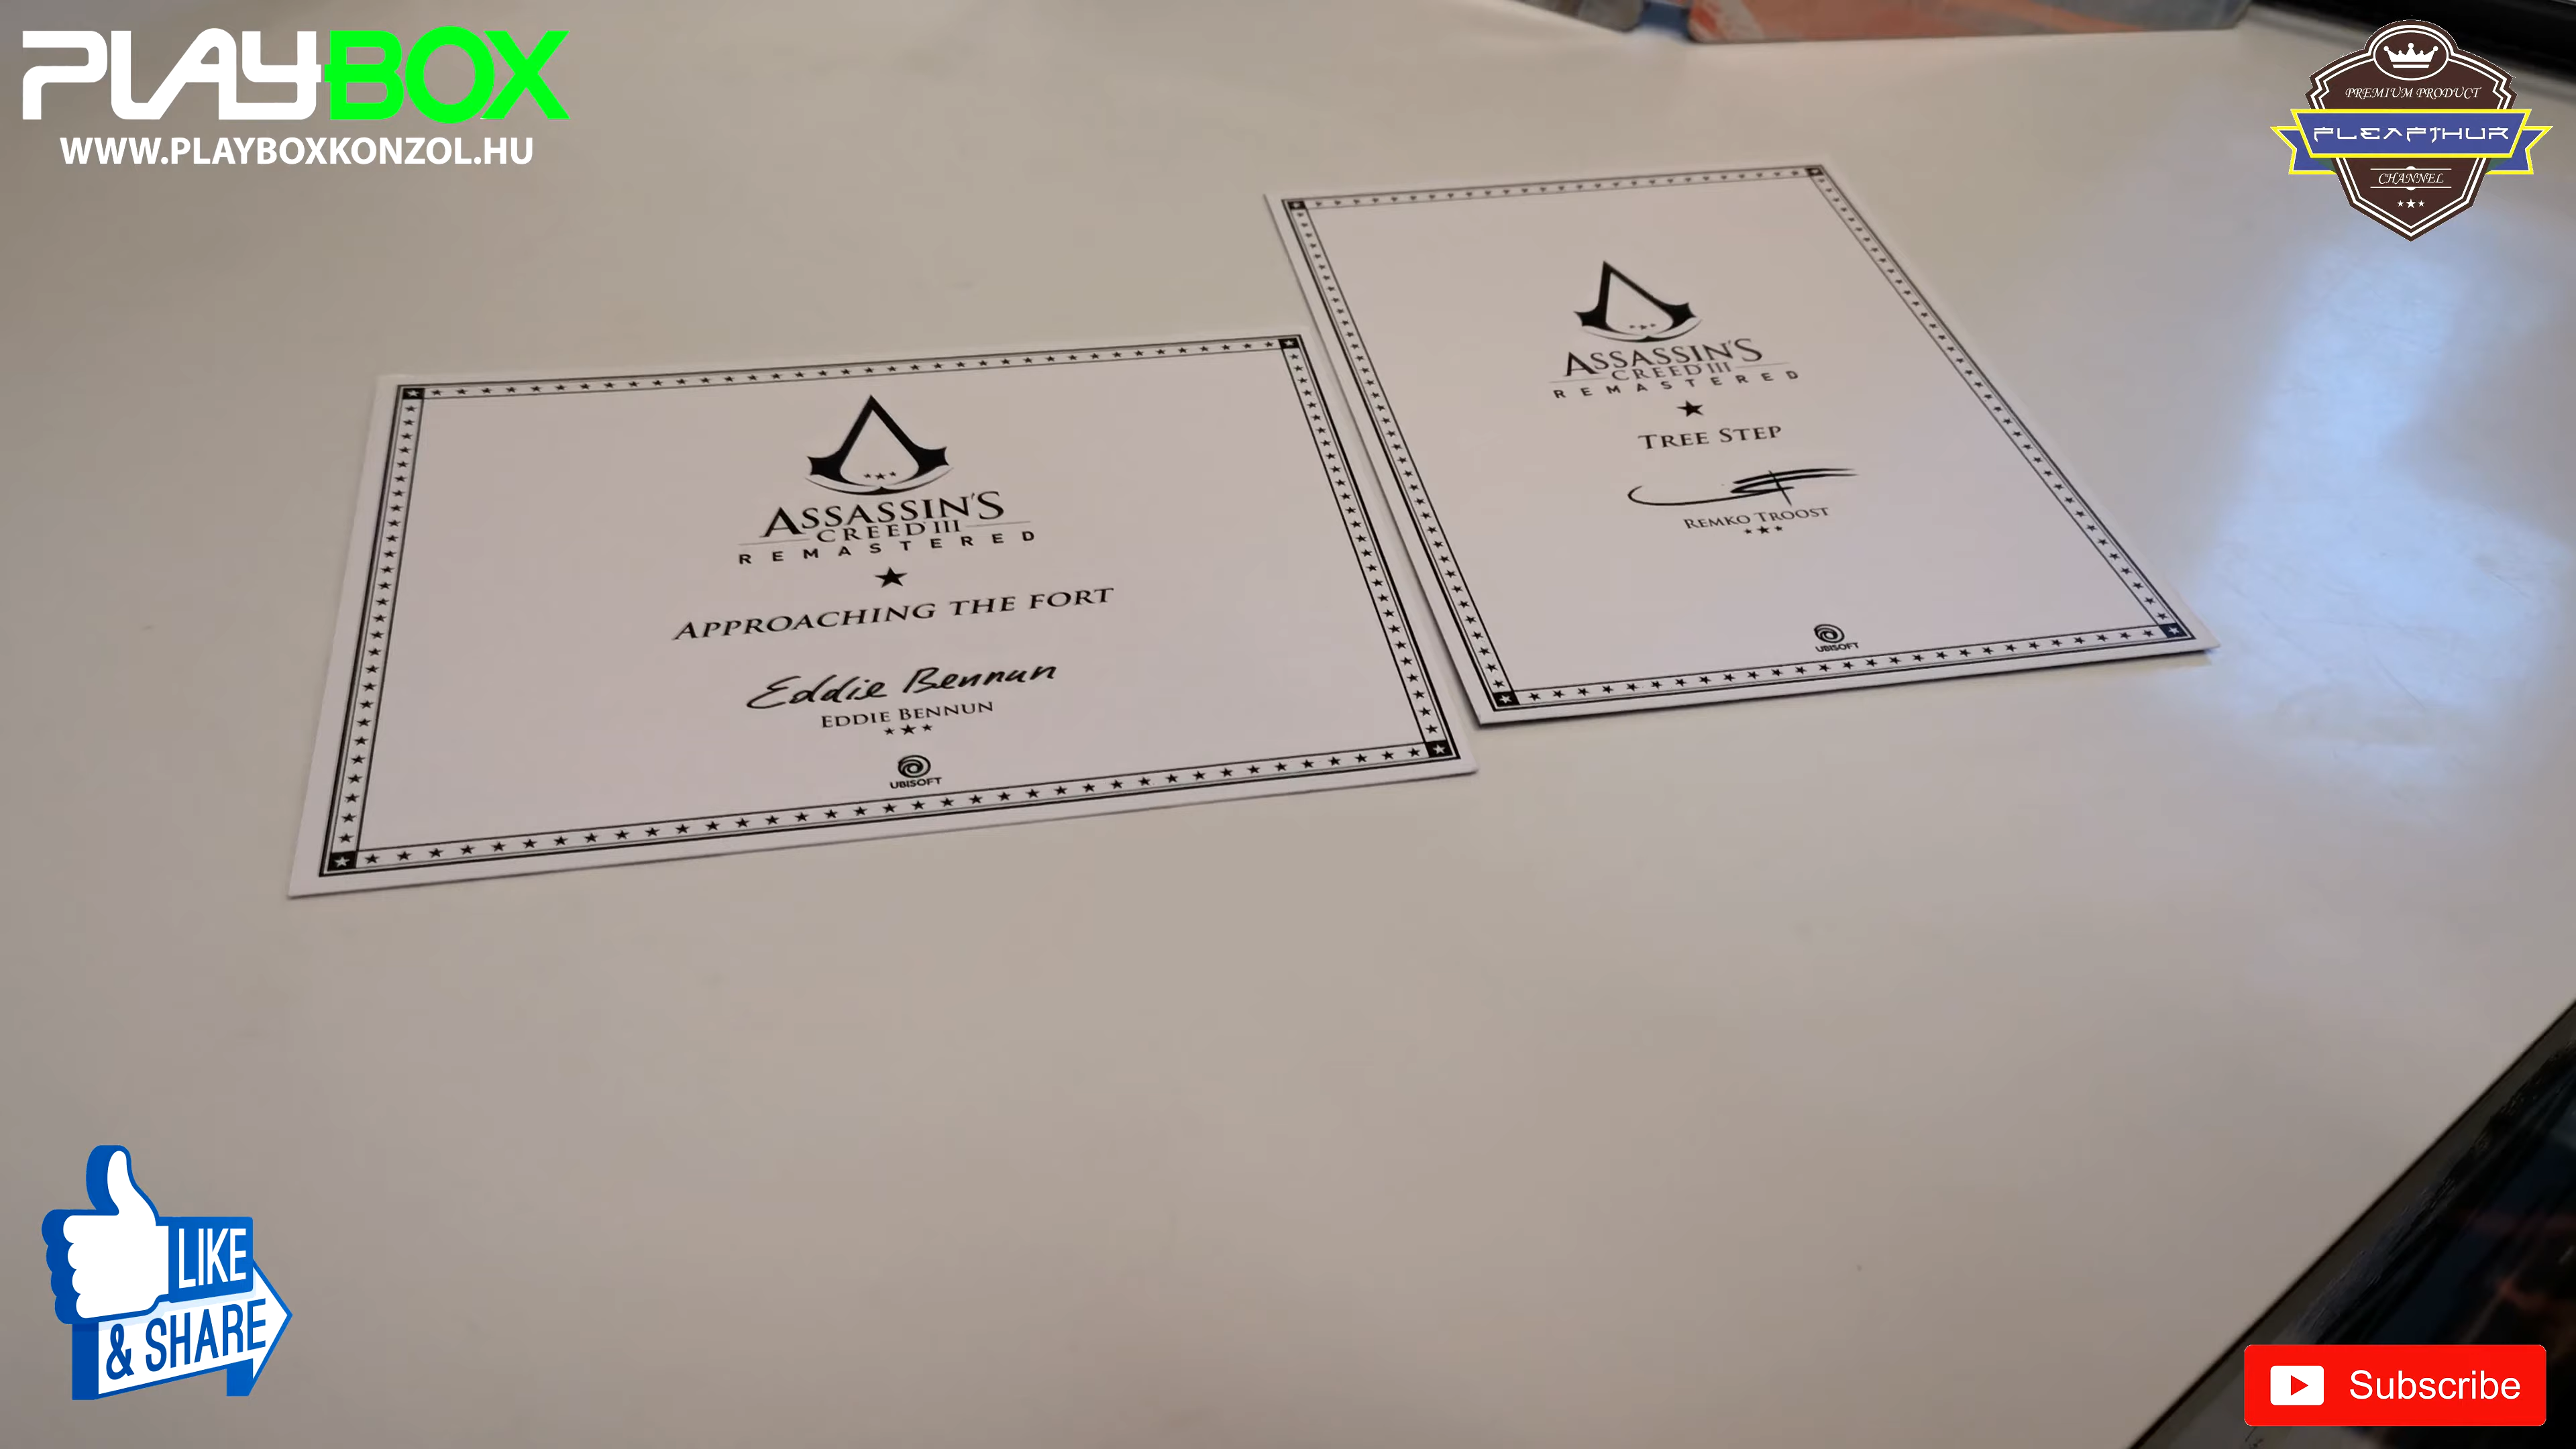 PLAYBOX
WWW.PLAYBOXKONZOL.HU
PREMIUM PRODUCT
PLEARTHUR
CHANNEL
ASSASSIN'S
CREED III
REMASTERED
APPROACHING THE FORT
Eddie Bennun
EDDIE BENNUN
UBISOFT
ASSASSIN'S
CREED III
REMASTERED
TREE STEP
REMKO TROOST
UBISOFT
LIKE
& SHARE
Subscribe